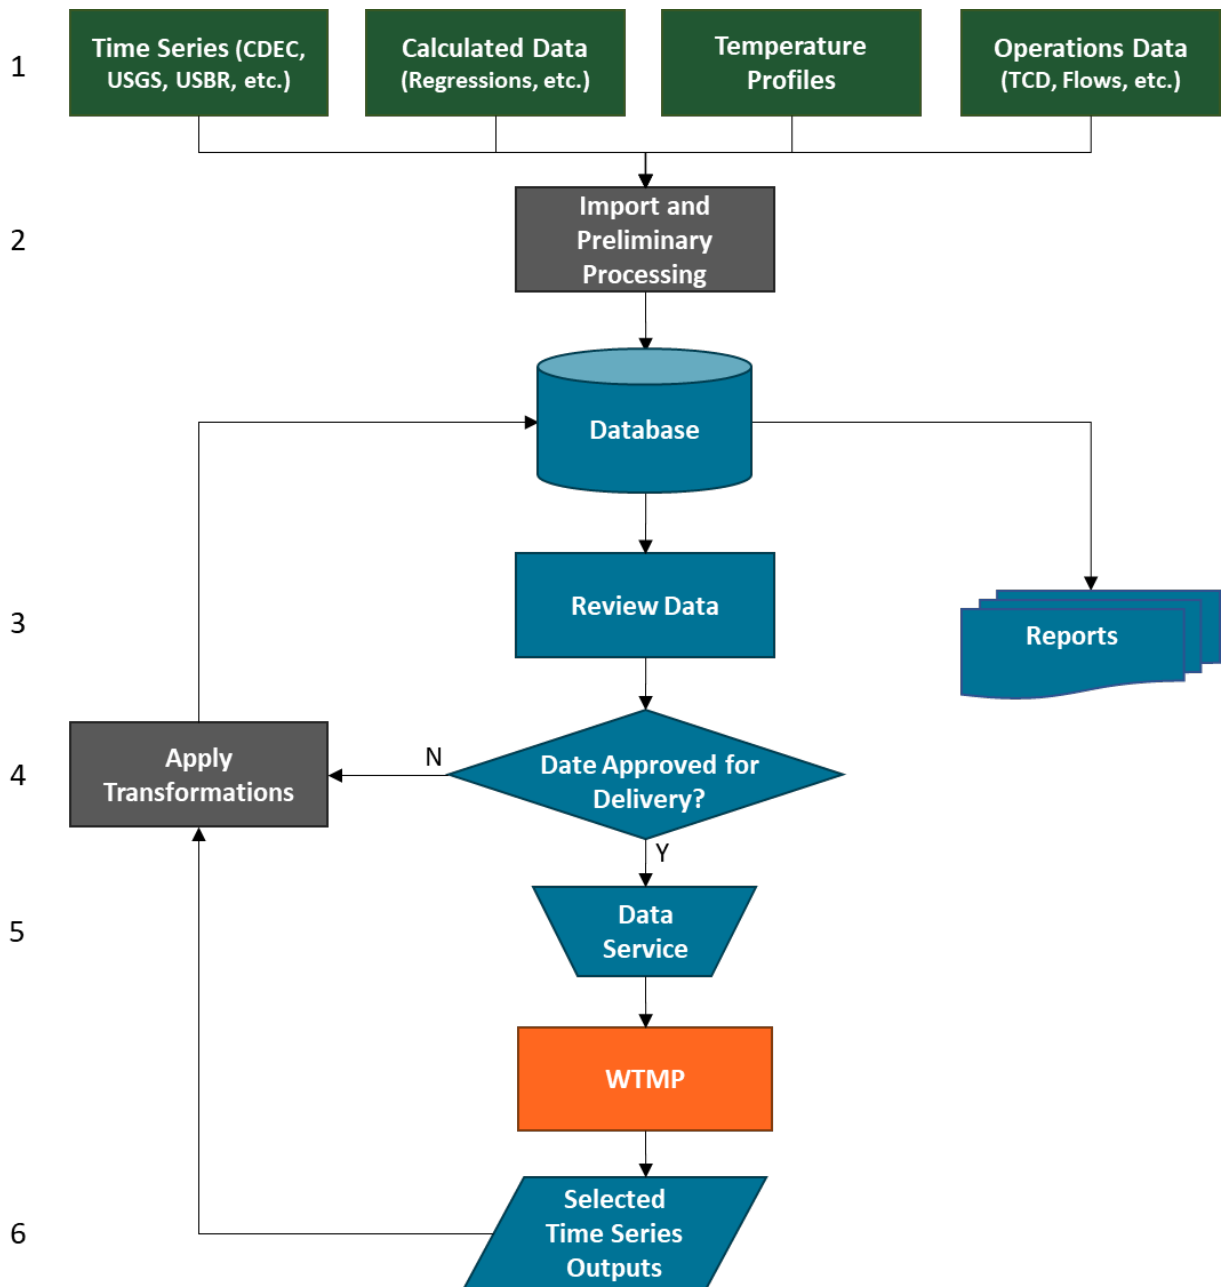 1
Time Series (CDEC,
USGS, USBR, etc.)
Calculated Data
(Regressions, etc.)
Temperature
Profiles
Operations Data
(TCD, Flows, etc.)
2
Import and
Preliminary
Processing
Database
3
Review Data
Reports
4
Apply
Transformations
N
Date Approved for
Delivery?
Y
5
Data
Service
WTMP
6
Selected
Time Series
Outputs